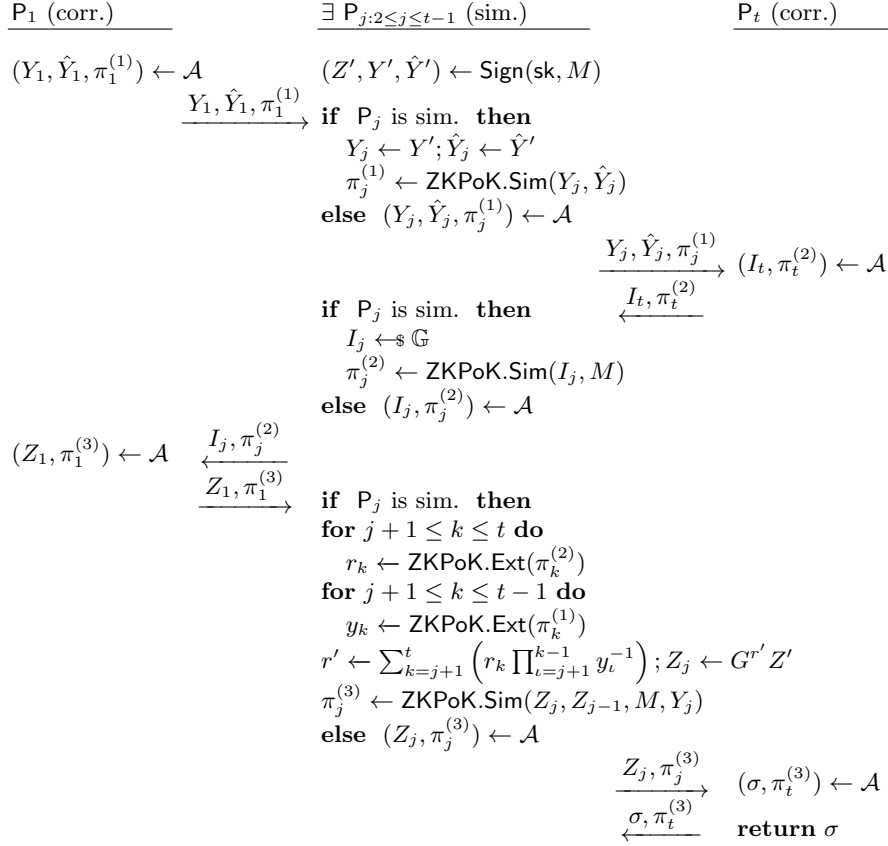 P₁ (corr.) ∃ P_{j:2≤j≤t−1} (sim.) P_t (corr.)
(Y₁, Ŷ₁, π₁^{(1)}) ← 𝒜 (Z′, Y′, Ŷ′) ← Sign(sk, M)
Y₁, Ŷ₁, π₁^{(1)}
if P_j is sim. then
Y_j ← Y′; Ŷ_j ← Ŷ′
π_j^{(1)} ← ZKPoK.Sim(Y_j, Ŷ_j)
else (Y_j, Ŷ_j, π_j^{(1)}) ← 𝒜
Y_j, Ŷ_j, π_j^{(1)} (I_t, π_t^{(2)}) ← 𝒜
I_t, π_t^{(2)}
if P_j is sim. then
I_j ←$ 𝔾
π_j^{(2)} ← ZKPoK.Sim(I_j, M)
else (I_j, π_j^{(2)}) ← 𝒜
(Z₁, π₁^{(3)}) ← 𝒜 I_j, π_j^{(2)}
Z₁, π₁^{(3)}
if P_j is sim. then
for j + 1 ≤ k ≤ t do
r_k ← ZKPoK.Ext(π_k^{(2)})
for j + 1 ≤ k ≤ t − 1 do
y_k ← ZKPoK.Ext(π_k^{(1)})
r′ ← ∑_{k=j+1}^{t} (r_k ∏_{ι=j+1}^{k−1} y_ι^{−1}); Z_j ← G^{r′} Z′
π_j^{(3)} ← ZKPoK.Sim(Z_j, Z_{j−1}, M, Y_j)
else (Z_j, π_j^{(3)}) ← 𝒜
Z_j, π_j^{(3)} (σ, π_t^{(3)}) ← 𝒜
σ, π_t^{(3)} return σ